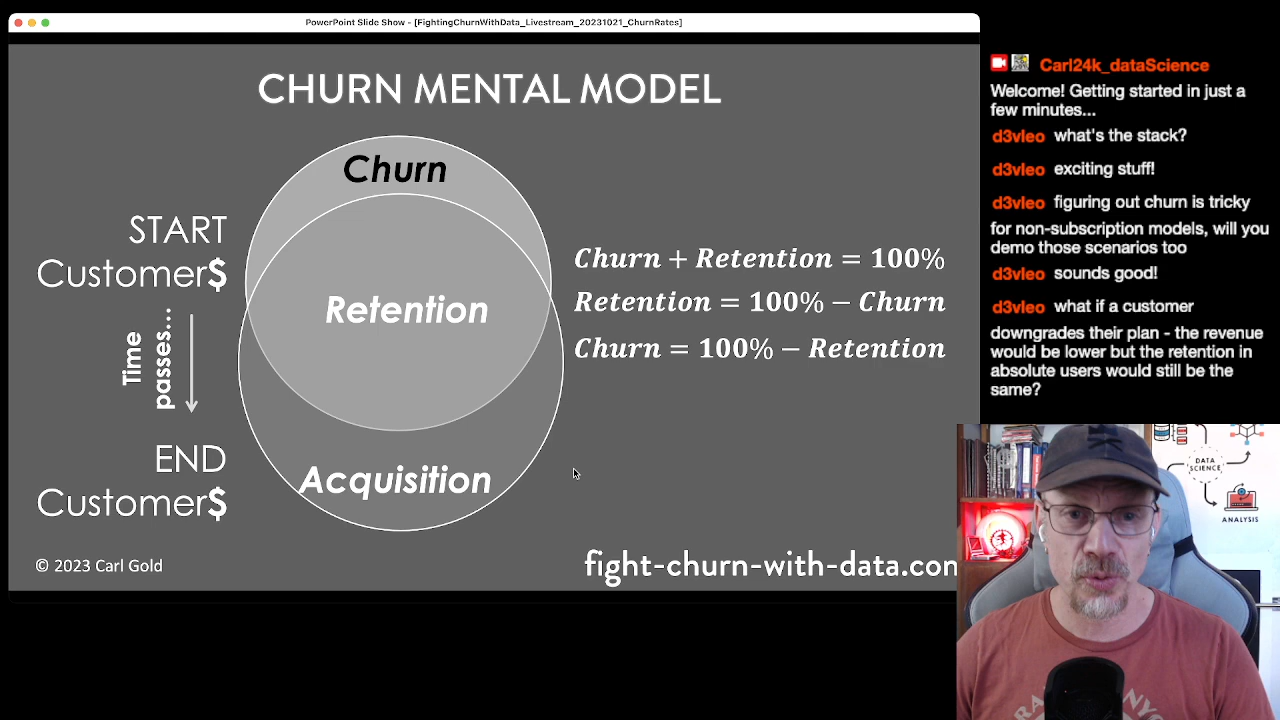 PowerPoint Slide Show - [FightingChurnWithData_Livestream_20231021_ChurnRates]
CHURN MENTAL MODEL
Churn
START
Customer$
Retention
Time
passes...
END
Customer$
Acquisition
Churn + Retention = 100%
Retention = 100% − Churn
Churn = 100% − Retention
© 2023 Carl Gold
fight-churn-with-data.con
Carl24k_dataScience
Welcome! Getting started in just a
few minutes...
d3vleo what's the stack?
d3vleo exciting stuff!
d3vleo figuring out churn is tricky
for non-subscription models, will you
demo those scenarios too
d3vleo sounds good!
d3vleo what if a customer
downgrades their plan - the revenue
would be lower but the retention in
absolute users would still be the
same?
DATA
SCIENCE
ANALYSIS